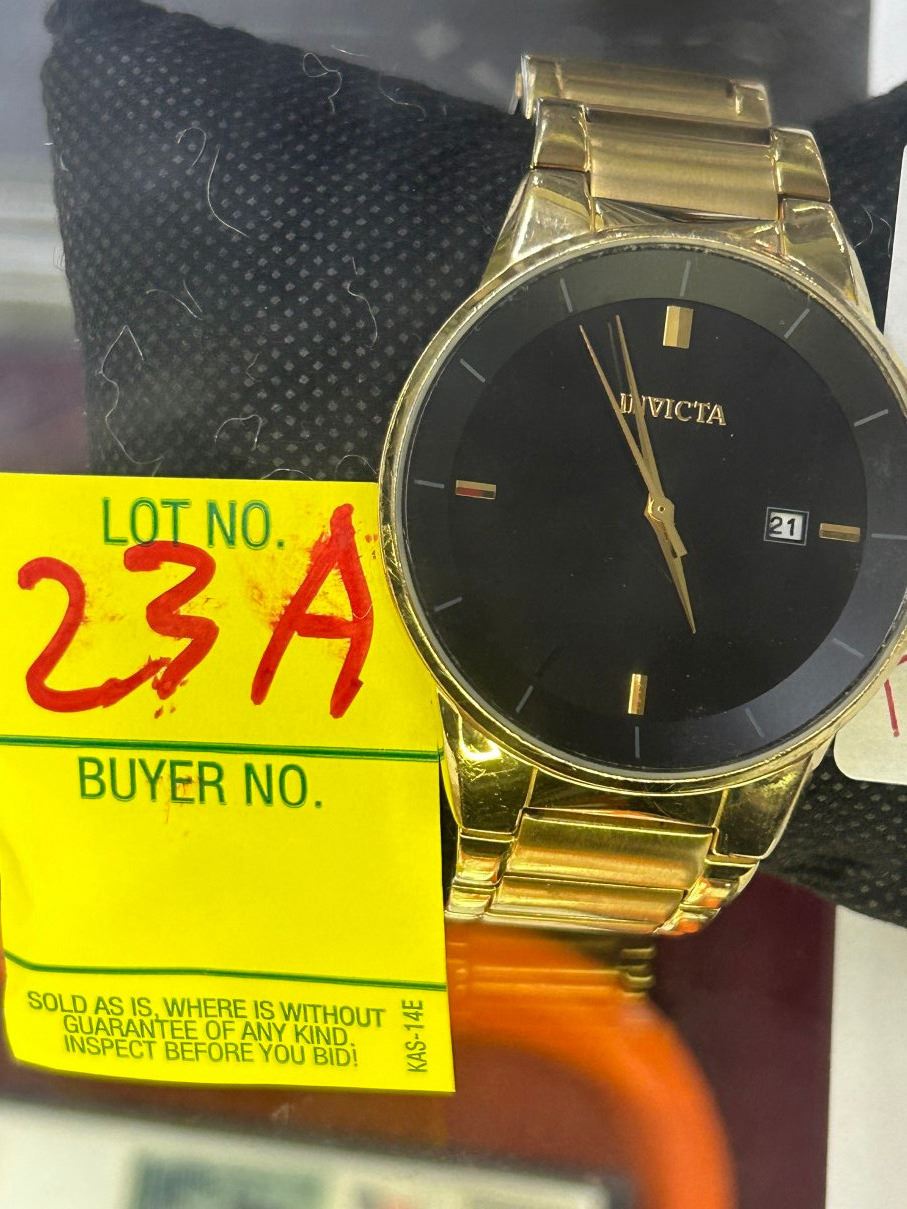 INVICTA
21
LOT NO.
23A
BUYER NO.
SOLD AS IS, WHERE IS WITHOUT
GUARANTEE OF ANY KIND.
INSPECT BEFORE YOU BID!
KAS-14E